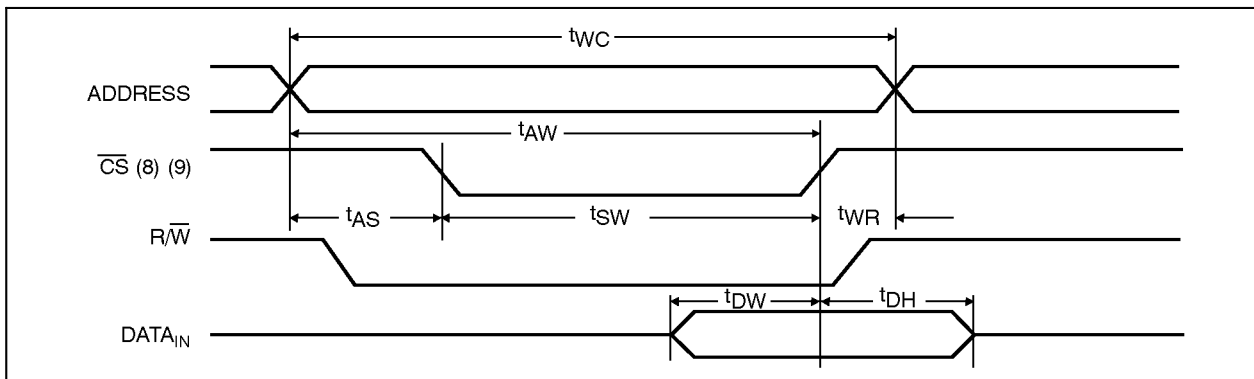 tWC
ADDRESS
tAW
CS (8) (9)
tAS tSW tWR
R/W
tDW tDH
DATAIN